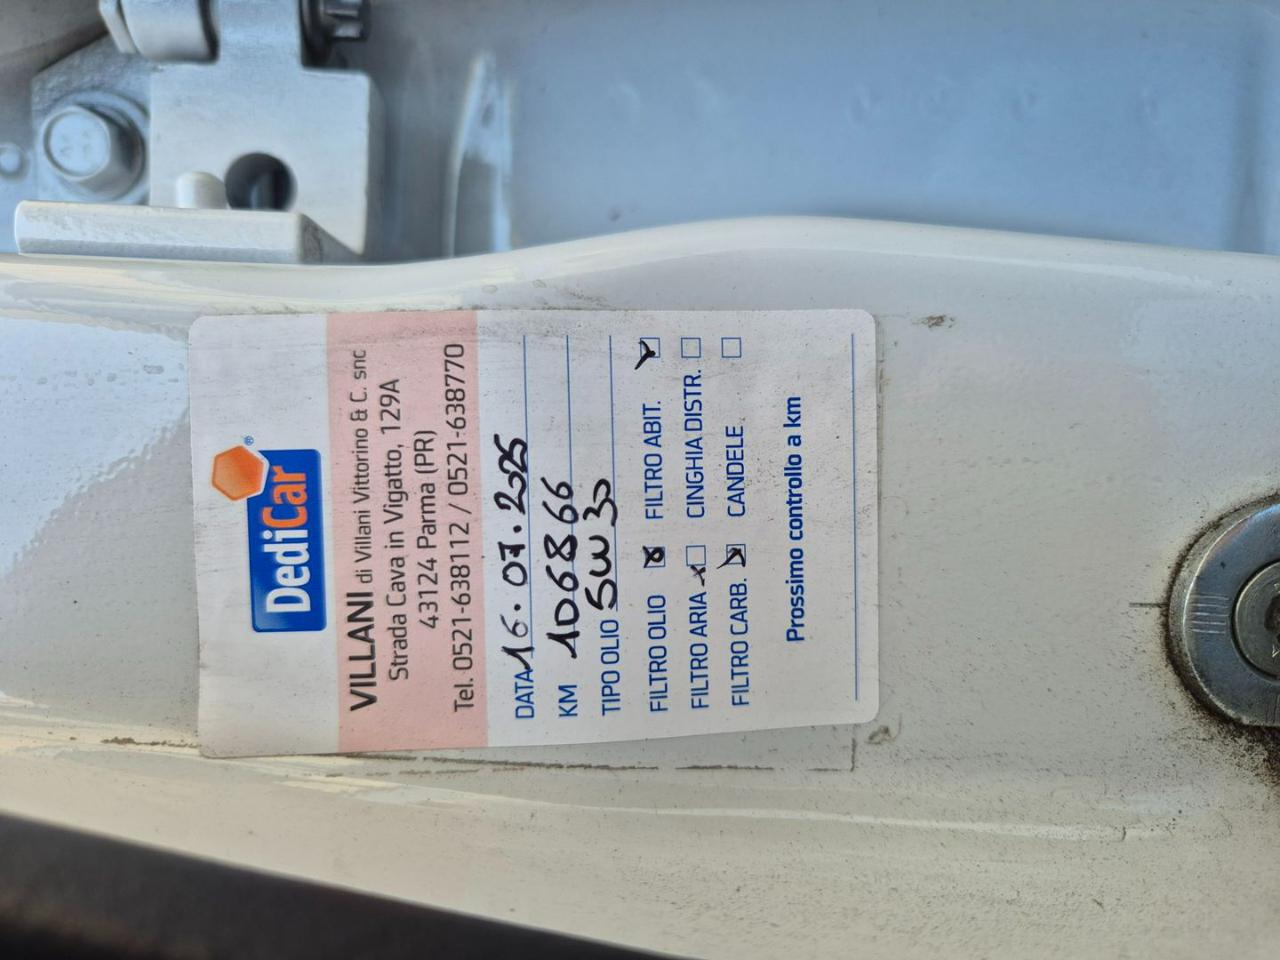 DediCar®
VILLANI di Villani Vittorino & C. snc
Strada Cava in Vigatto, 129A
43124 Parma (PR)
Tel. 0521-638112 / 0521-638770
DATA 16.07.2025
KM 106866
TIPO OLIO 5W30
FILTRO OLIO FILTRO ABIT.
FILTRO ARIA CINGHIA DISTR.
FILTRO CARB. CANDELE
Prossimo controllo a km